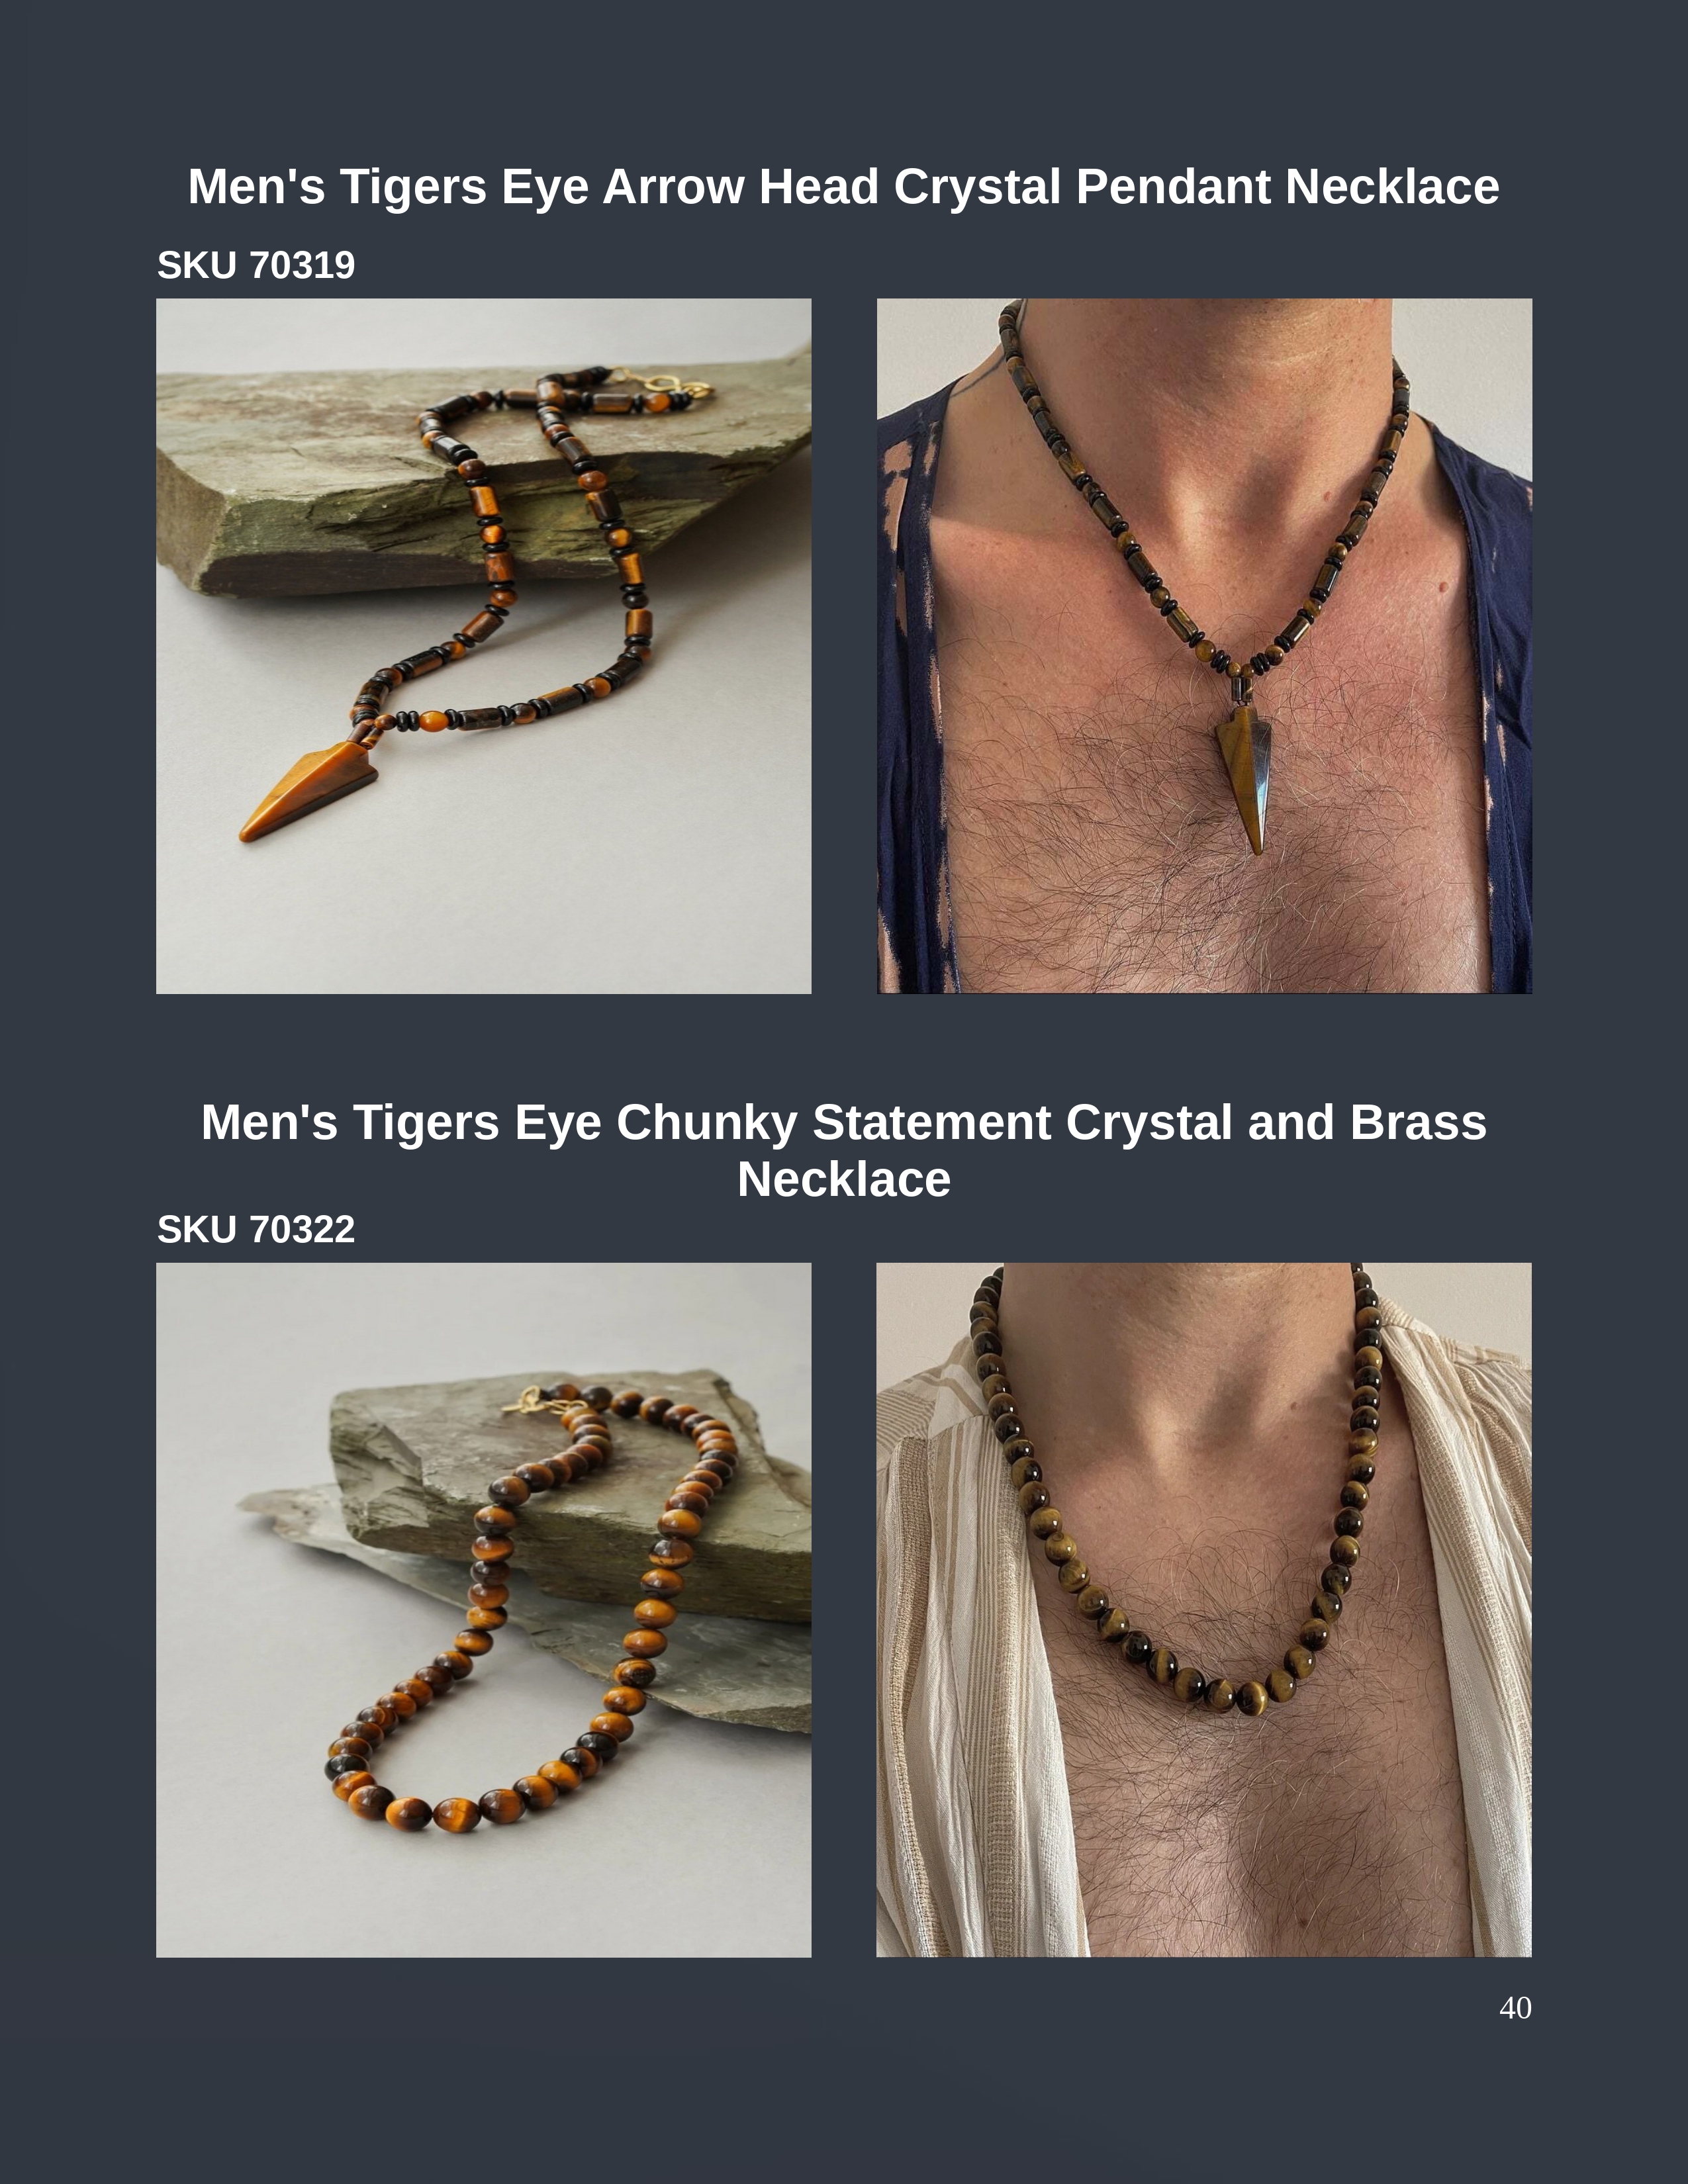 Men's Tigers Eye Arrow Head Crystal Pendant Necklace
SKU 70319
Men's Tigers Eye Chunky Statement Crystal and Brass
Necklace
SKU 70322
40